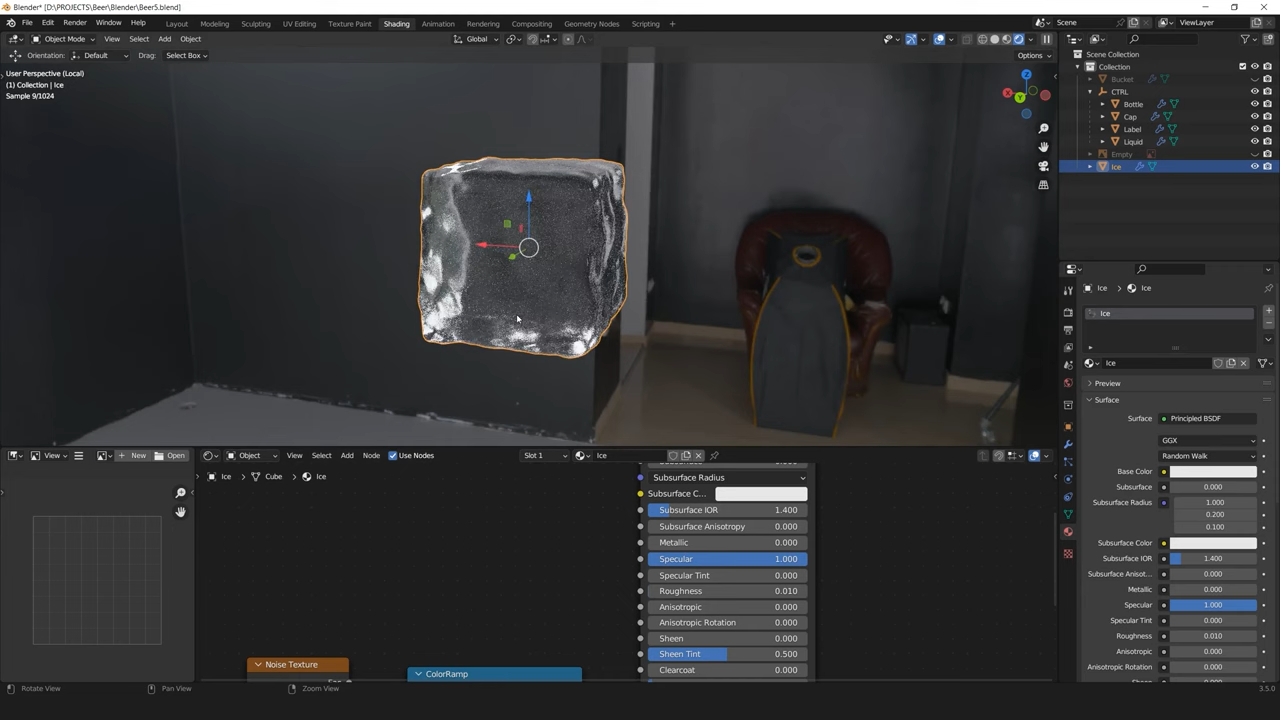 Blender* [D:\PROJECTS\Beer\Blender\Beer5.blend]
File Edit Render Window Help Layout Modeling Sculpting UV Editing Texture Paint Shading Animation Rendering Compositing Geometry Nodes Scripting + Scene ViewLayer
Object Mode View Select Add Object Global
Orientation: Default Drag: Select Box Options
User Perspective (Local)
(1) Collection | Ice
Sample 9/1024
Z
X
Y
Scene Collection
Collection
Bucket
CTRL
Bottle
Cap
Label
Liquid
Empty
Ice
Ice > Ice
Ice
Ice
Preview
Surface
Surface Principled BSDF
GGX
Random Walk
Base Color
Subsurface 0.000
Subsurface Radius 1.000
0.200
0.100
Subsurface Color
Subsurface IOR 1.400
Subsurface Anisot... 0.000
Metallic 0.000
Specular 1.000
Specular Tint 0.000
Roughness 0.010
Anisotropic 0.000
Anisotropic Rotation 0.000
View New Open Object View Select Add Node Use Nodes Slot 1 Ice
Ice > Cube > Ice
Subsurface Radius
Subsurface C...
Subsurface IOR 1.400
Subsurface Anisotropy 0.000
Metallic 0.000
Specular 1.000
Specular Tint 0.000
Roughness 0.010
Anisotropic 0.000
Anisotropic Rotation 0.000
Sheen 0.000
Sheen Tint 0.500
Clearcoat 0.000
Noise Texture
ColorRamp
Rotate View Pan View Zoom View 3.5.0